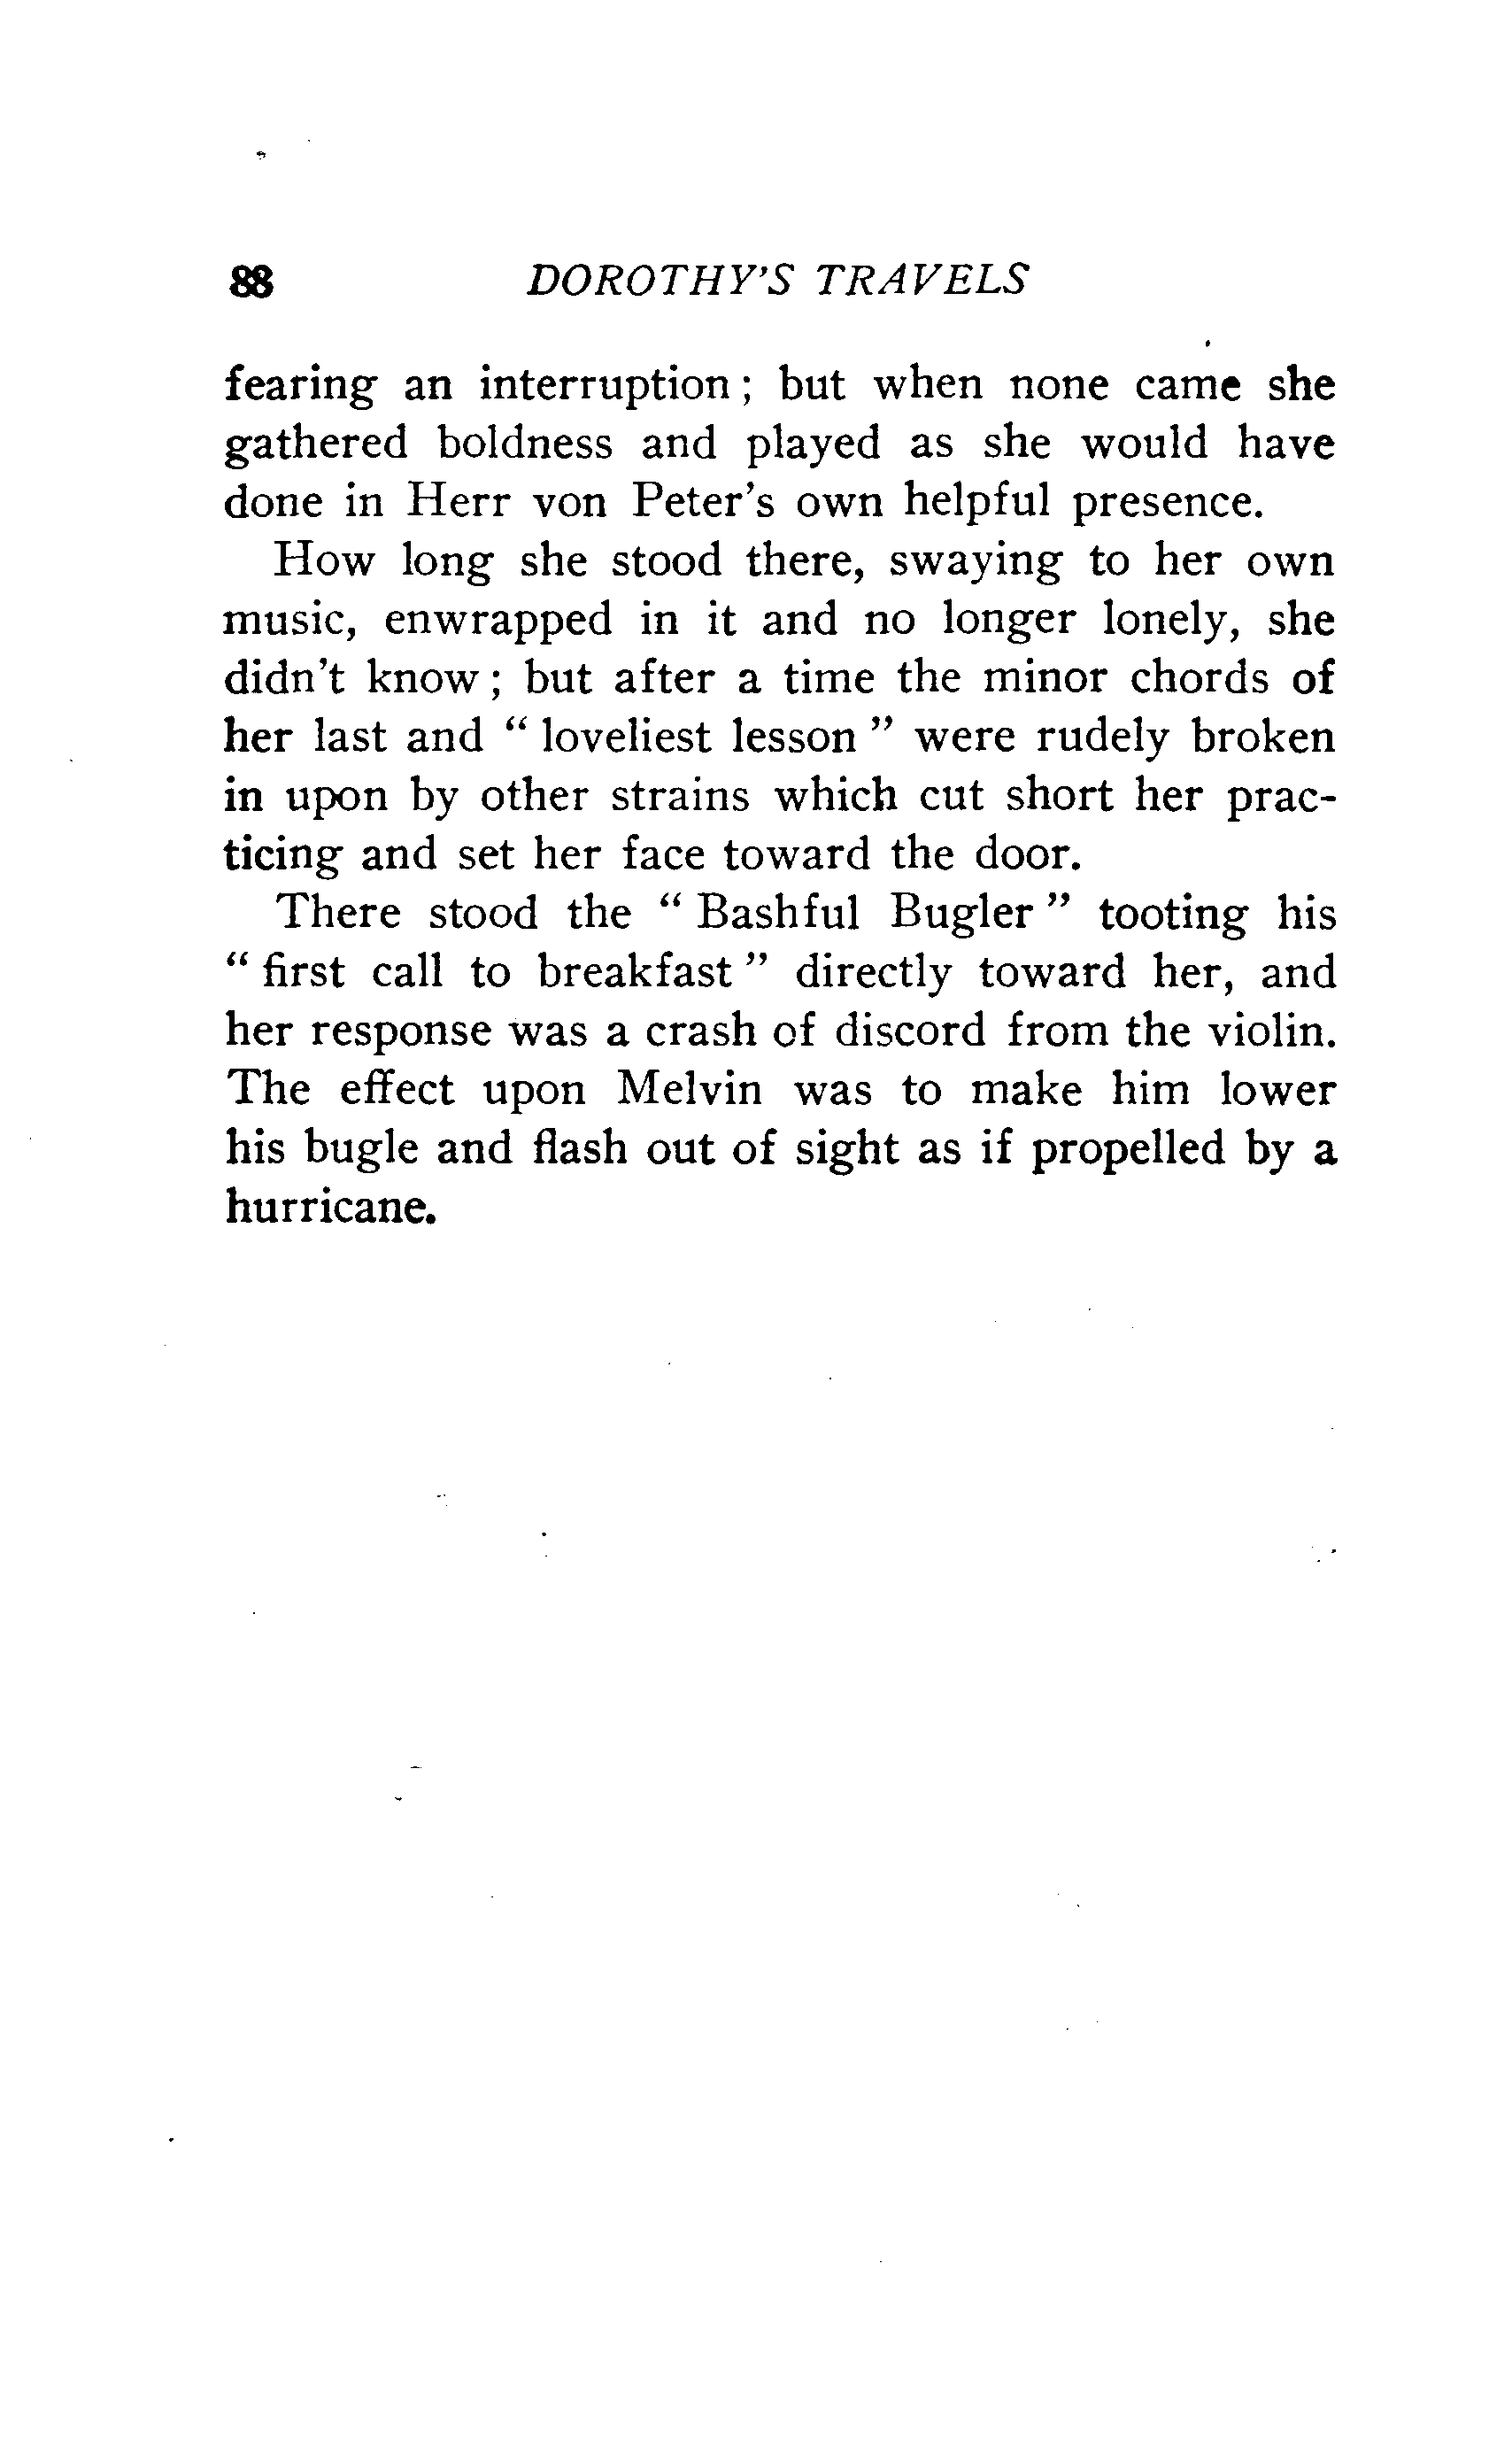 88 DOROTHY'S TRAVELS
fearing an interruption; but when none came she
gathered boldness and played as she would have
done in Herr von Peter's own helpful presence.
How long she stood there, swaying to her own
music, enwrapped in it and no longer lonely, she
didn't know; but after a time the minor chords of
her last and “loveliest lesson” were rudely broken
in upon by other strains which cut short her prac-
ticing and set her face toward the door.
There stood the “Bashful Bugler” tooting his
“first call to breakfast” directly toward her, and
her response was a crash of discord from the violin.
The effect upon Melvin was to make him lower
his bugle and flash out of sight as if propelled by a
hurricane.